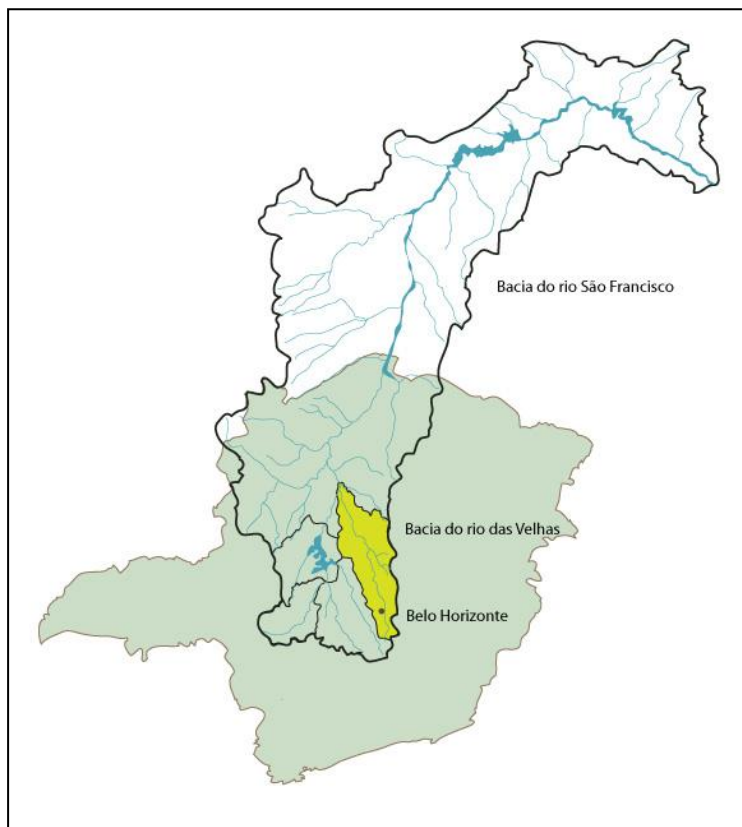 Bacia do rio São Francisco
Bacia do rio das Velhas
Belo Horizonte